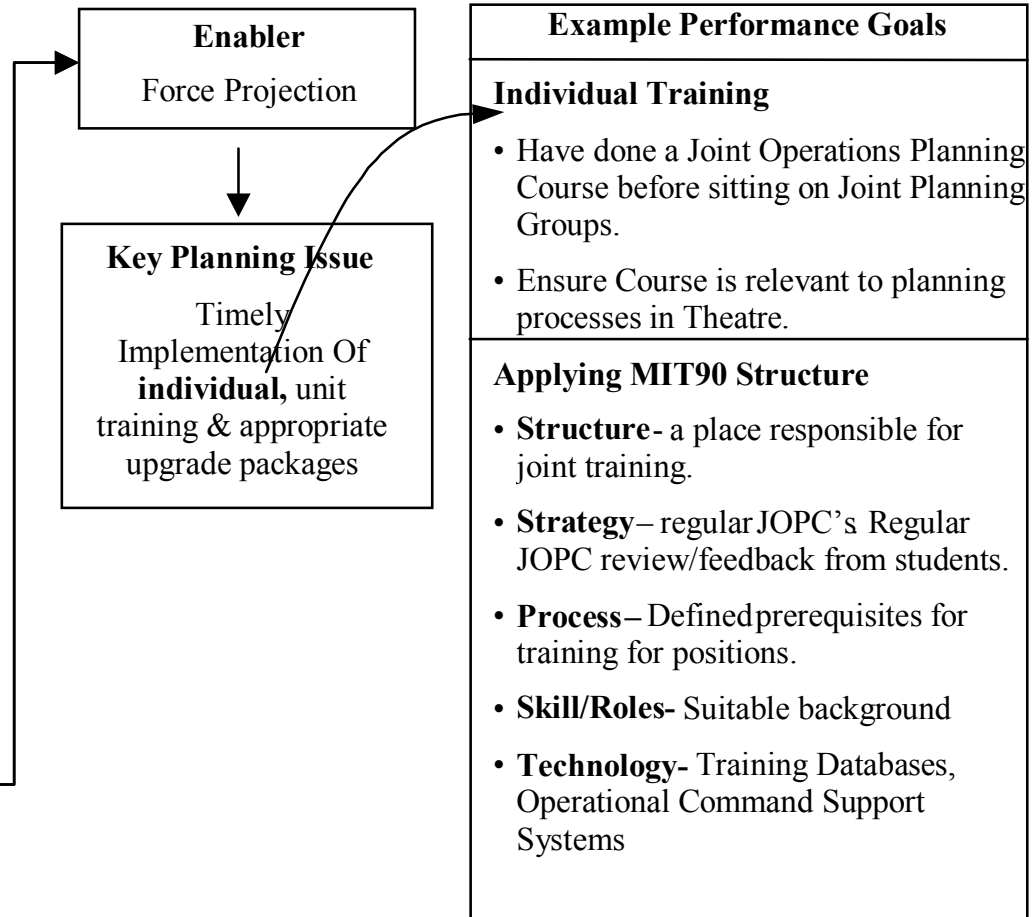 Enabler
Force Projection
Key Planning Issue
Timely
Implementation Of
individual, unit
training & appropriate
upgrade packages
Example Performance Goals
Individual Training
• Have done a Joint Operations Planning
Course before sitting on Joint Planning
Groups.
• Ensure Course is relevant to planning
processes in Theatre.
Applying MIT90 Structure
• Structure- a place responsible for
joint training.
• Strategy– regular JOPC’s. Regular
JOPC review/feedback from students.
• Process– Defined prerequisites for
training for positions.
• Skill/Roles- Suitable background
• Technology- Training Databases,
Operational Command Support
Systems